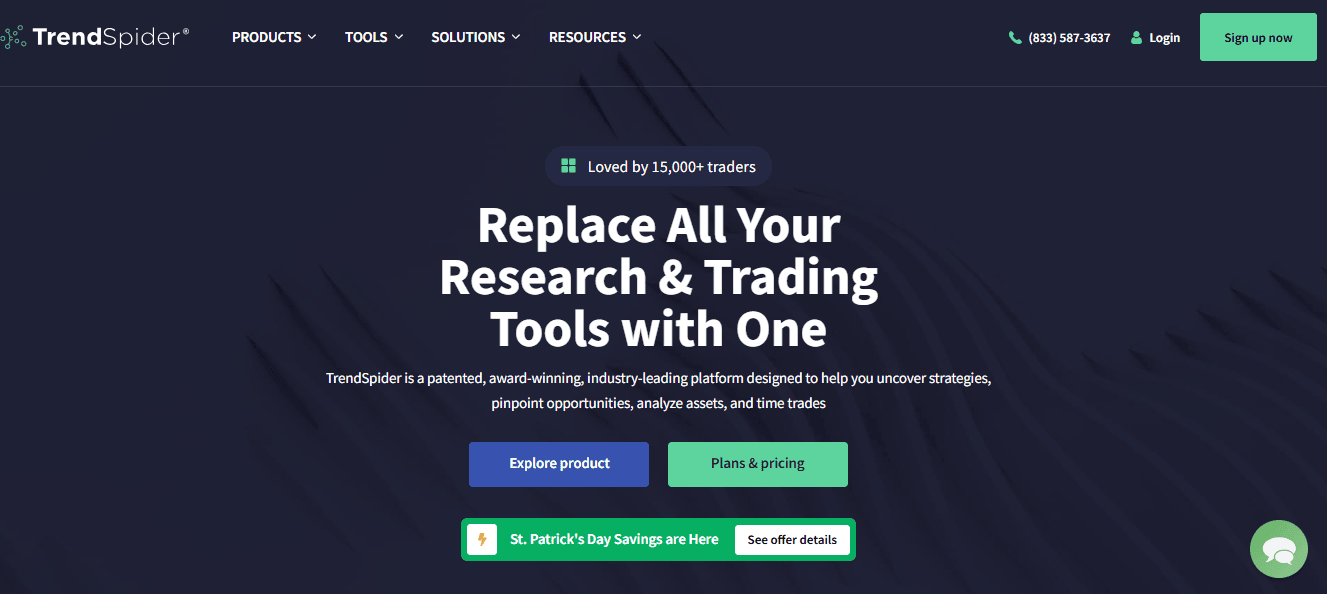 TrendSpider®
PRODUCTS
TOOLS
SOLUTIONS
RESOURCES
(833) 587-3637
Login
Sign up now
Loved by 15,000+ traders
Replace All Your
Research & Trading
Tools with One
TrendSpider is a patented, award-winning, industry-leading platform designed to help you uncover strategies,
pinpoint opportunities, analyze assets, and time trades
Explore product
Plans & pricing
St. Patrick's Day Savings are Here
See offer details